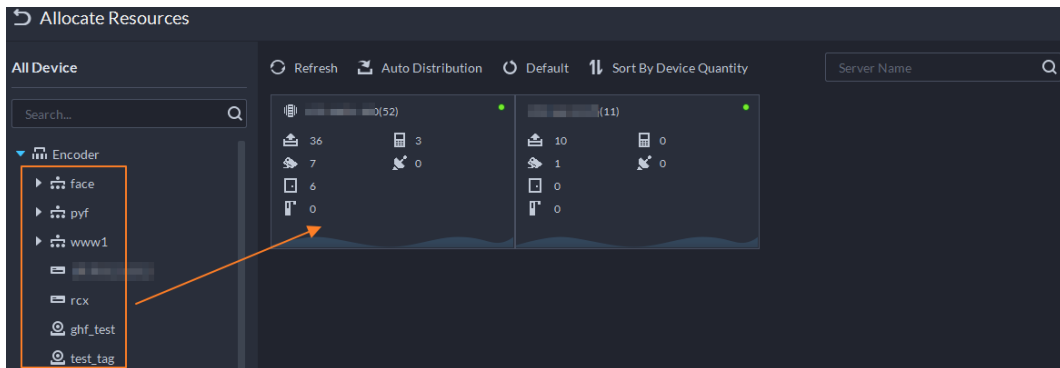 Allocate Resources
All Device
Refresh Auto Distribution Default Sort By Device Quantity Server Name
Search...
0(52) (11)
36 3 10 0
7 0 1 0
6 0
0 0
Encoder
face
pyf
www1
rcx
ghf_test
test_tag